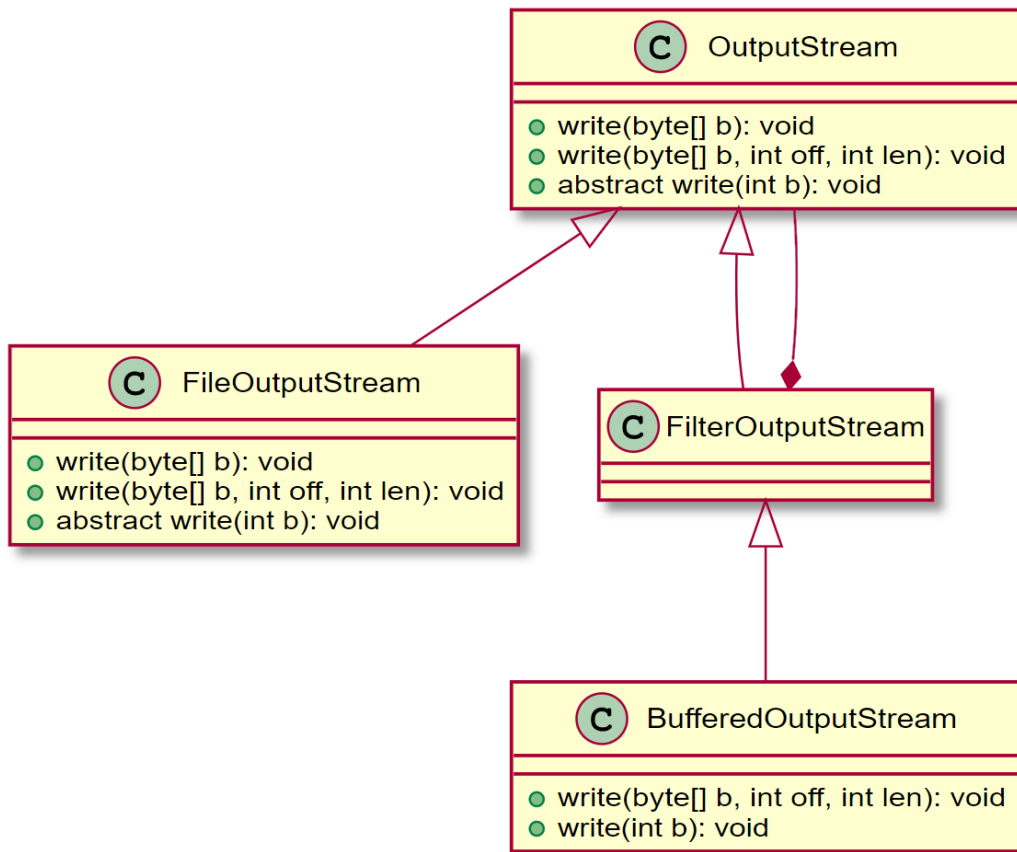 C OutputStream
write(byte[] b): void
write(byte[] b, int off, int len): void
abstract write(int b): void
C FileOutputStream
write(byte[] b): void
write(byte[] b, int off, int len): void
abstract write(int b): void
C FilterOutputStream
C BufferedOutputStream
write(byte[] b, int off, int len): void
write(int b): void